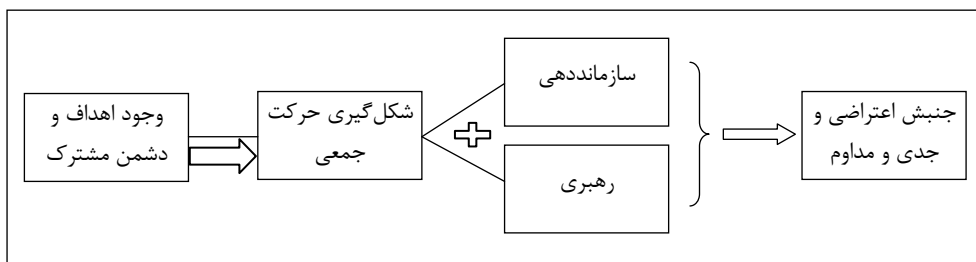 وجود اهداف و
دشمن مشترک
شکل‌گیری حرکت
جمعی
سازماندهی
رهبری
جنبش اعتراضی و
جدی و مداوم